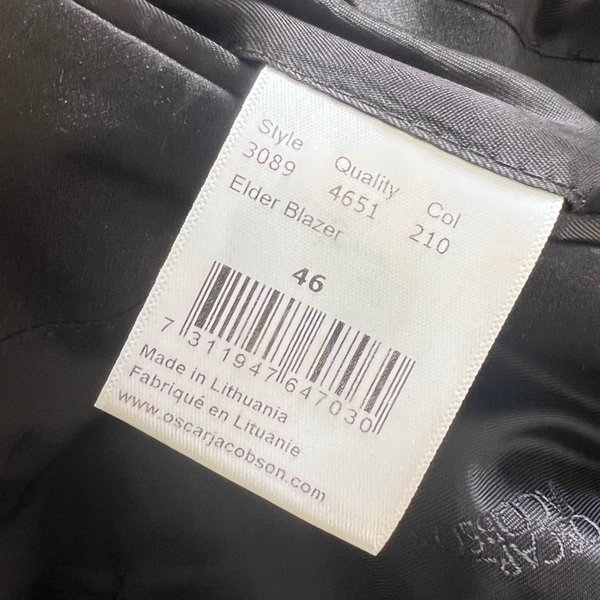 Style Quality Col
3089 4651 210
Elder Blazer
46
7 311947 647030
Made in Lithuania
Fabriqué en Lituanie
www.oscarjacobson.com